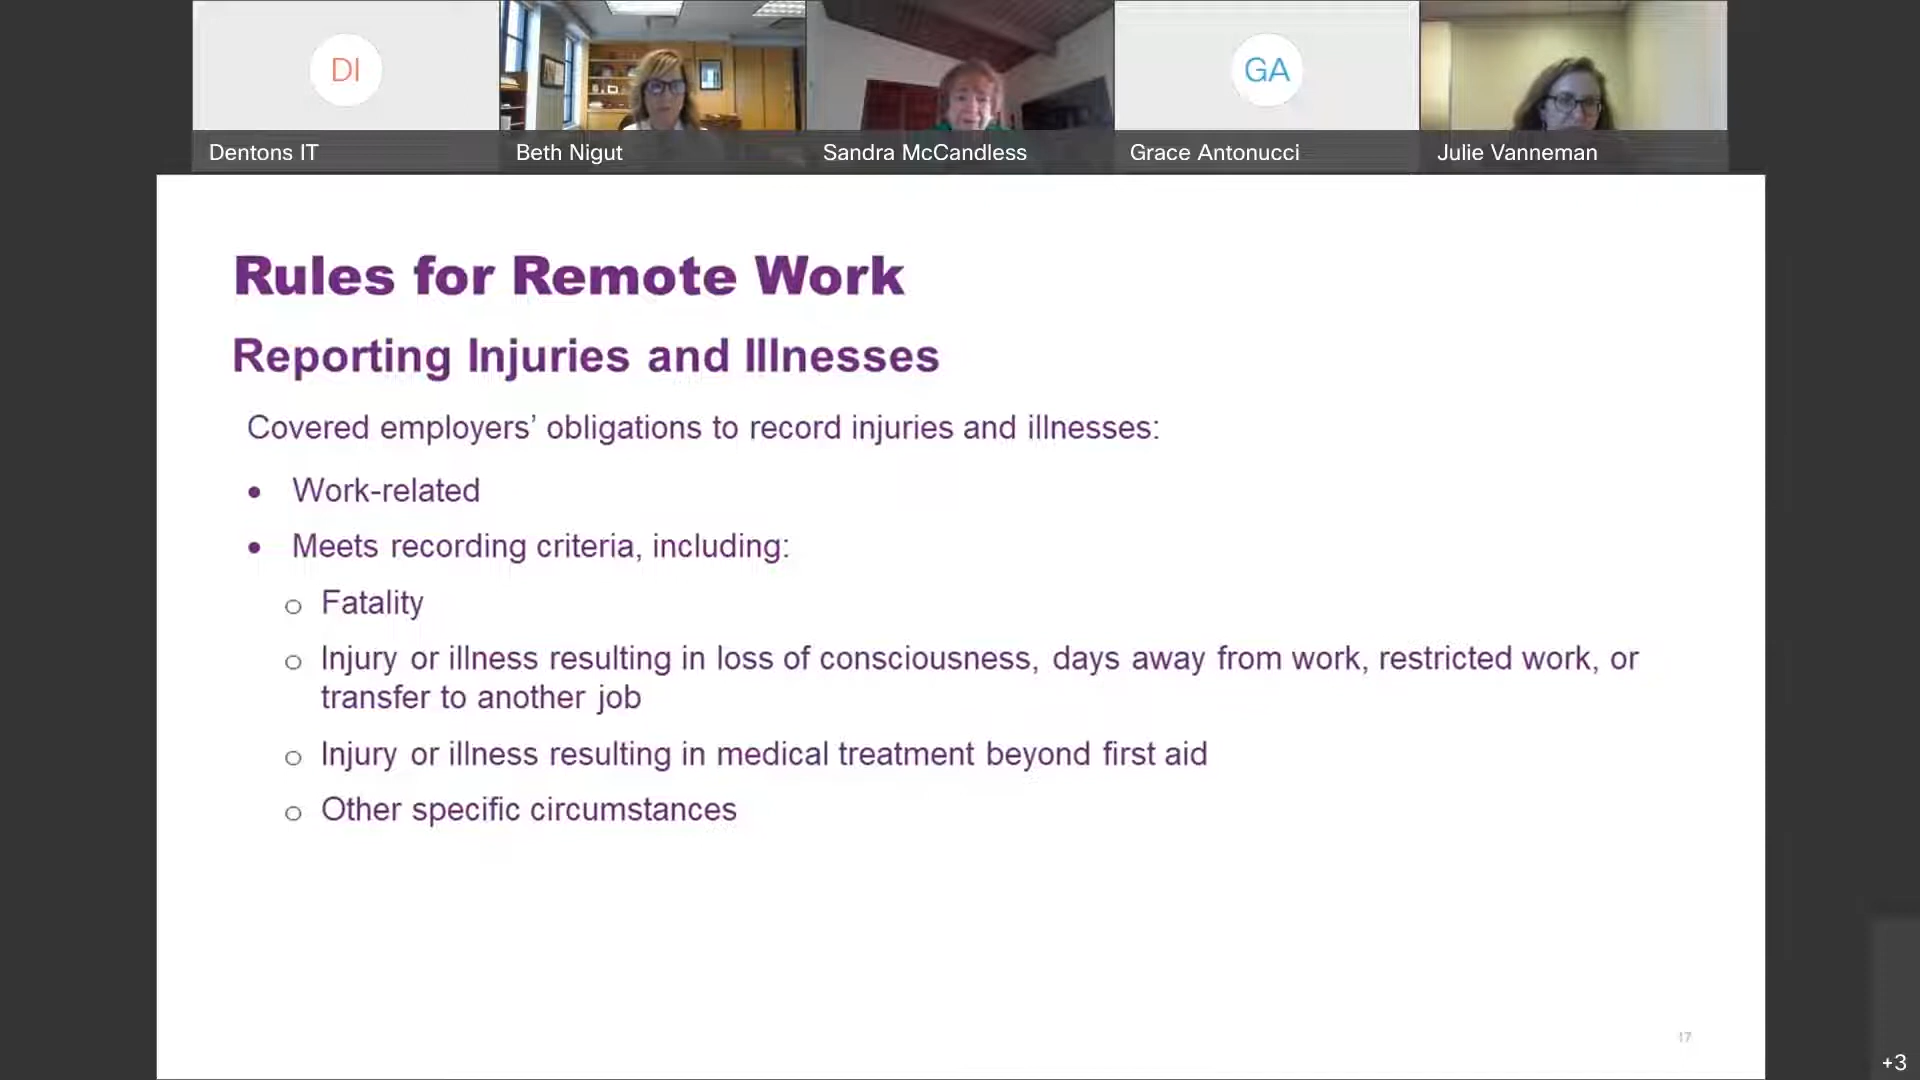 DI
GA
Dentons IT
Beth Nigut
Sandra McCandless
Grace Antonucci
Julie Vanneman
Rules for Remote Work
Reporting Injuries and Illnesses
Covered employers’ obligations to record injuries and illnesses:
• Work-related
• Meets recording criteria, including:
o Fatality
o Injury or illness resulting in loss of consciousness, days away from work, restricted work, or
transfer to another job
o Injury or illness resulting in medical treatment beyond first aid
o Other specific circumstances
17
+3